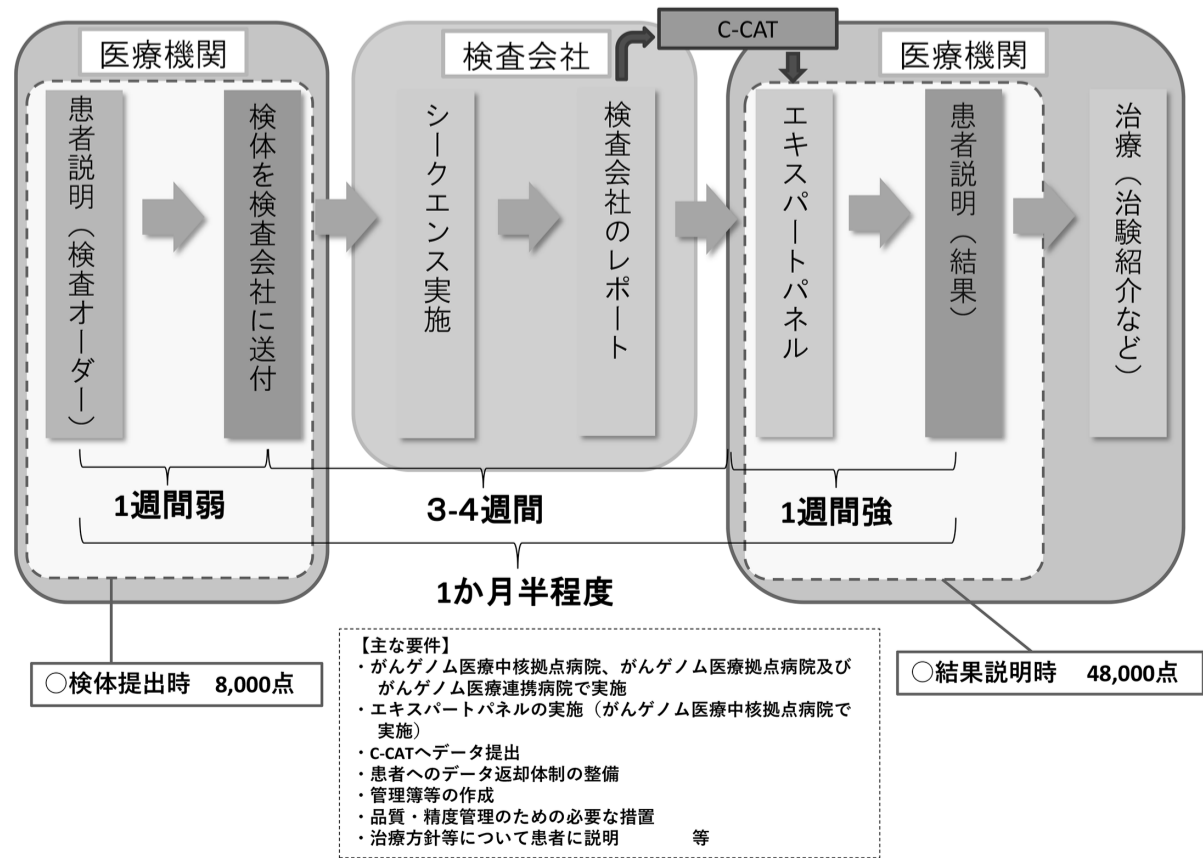 C-CAT
医療機関
検査会社
医療機関
患者説明（検査オーダー）
検体を検査会社に送付
シークエンス実施
検査会社のレポート
エキスパートパネル
患者説明（結果）
治療（治験紹介など）
1週間弱
3-4週間
1週間強
1か月半程度
○検体提出時 8,000点
○結果説明時 48,000点
【主な要件】
・がんゲノム医療中核拠点病院、がんゲノム医療拠点病院及び
がんゲノム医療連携病院で実施
・エキスパートパネルの実施（がんゲノム医療中核拠点病院で
実施）
・C-CATへデータ提出
・患者へのデータ返却体制の整備
・管理簿等の作成
・品質・精度管理のための必要な措置
・治療方針等について患者に説明 等